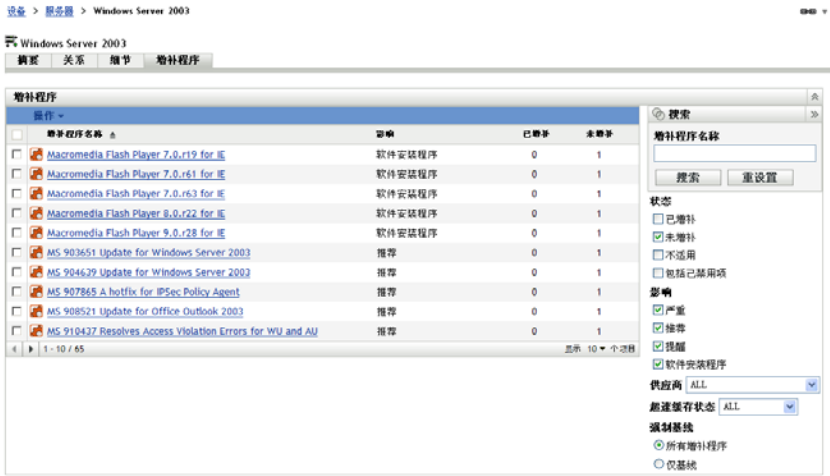 设备 > 服务器 > Windows Server 2003
Windows Server 2003
摘要 关系 细节 增补程序
增补程序
操作
增补程序名称 影响 已增补 未增补
Macromedia Flash Player 7.0.r19 for IE 软件安装程序 0 1
Macromedia Flash Player 7.0.r61 for IE 软件安装程序 0 1
Macromedia Flash Player 7.0.r63 for IE 软件安装程序 0 1
Macromedia Flash Player 8.0.r22 for IE 软件安装程序 0 1
Macromedia Flash Player 9.0.r28 for IE 软件安装程序 0 1
MS 903651 Update for Windows Server 2003 推荐 0 1
MS 904639 Update for Windows Server 2003 推荐 0 1
MS 907865 A hotfix for IPSec Policy Agent 推荐 0 1
MS 908521 Update for Office Outlook 2003 推荐 0 1
MS 910437 Resolves Access Violation Errors for WU and AU 推荐 0 1
1 - 10 / 65 显示 10 个项目
搜索
增补程序名称
搜索 重设置
状态
已增补
未增补
不适用
包括已禁用项
影响
严重
推荐
提醒
软件安装程序
供应商 ALL
超速缓存状态 ALL
强制基线
所有增补程序
仅基线